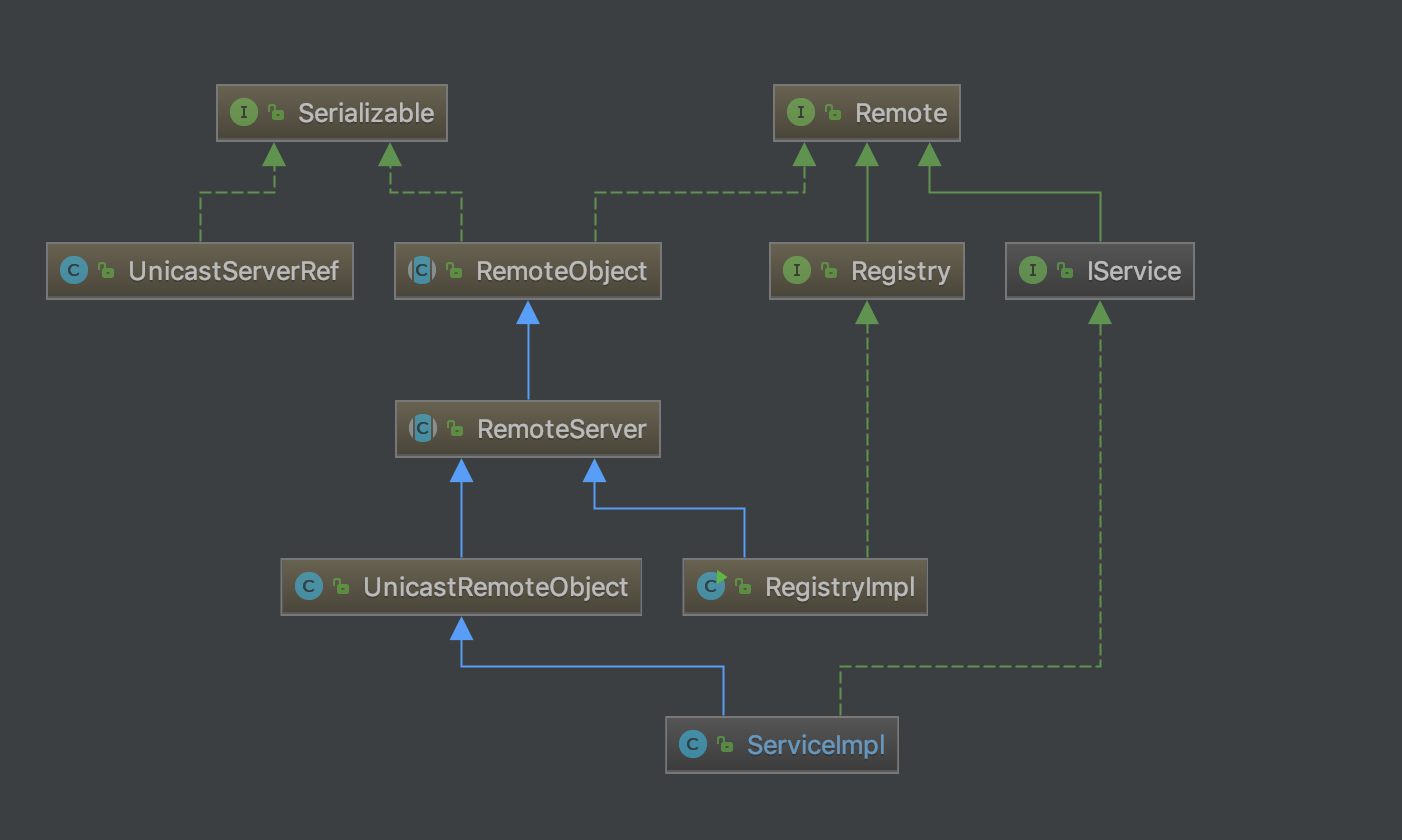 I Serializable
I Remote
C UnicastServerRef
C RemoteObject
I Registry
I IService
C RemoteServer
C UnicastRemoteObject
C RegistryImpl
C ServiceImpl